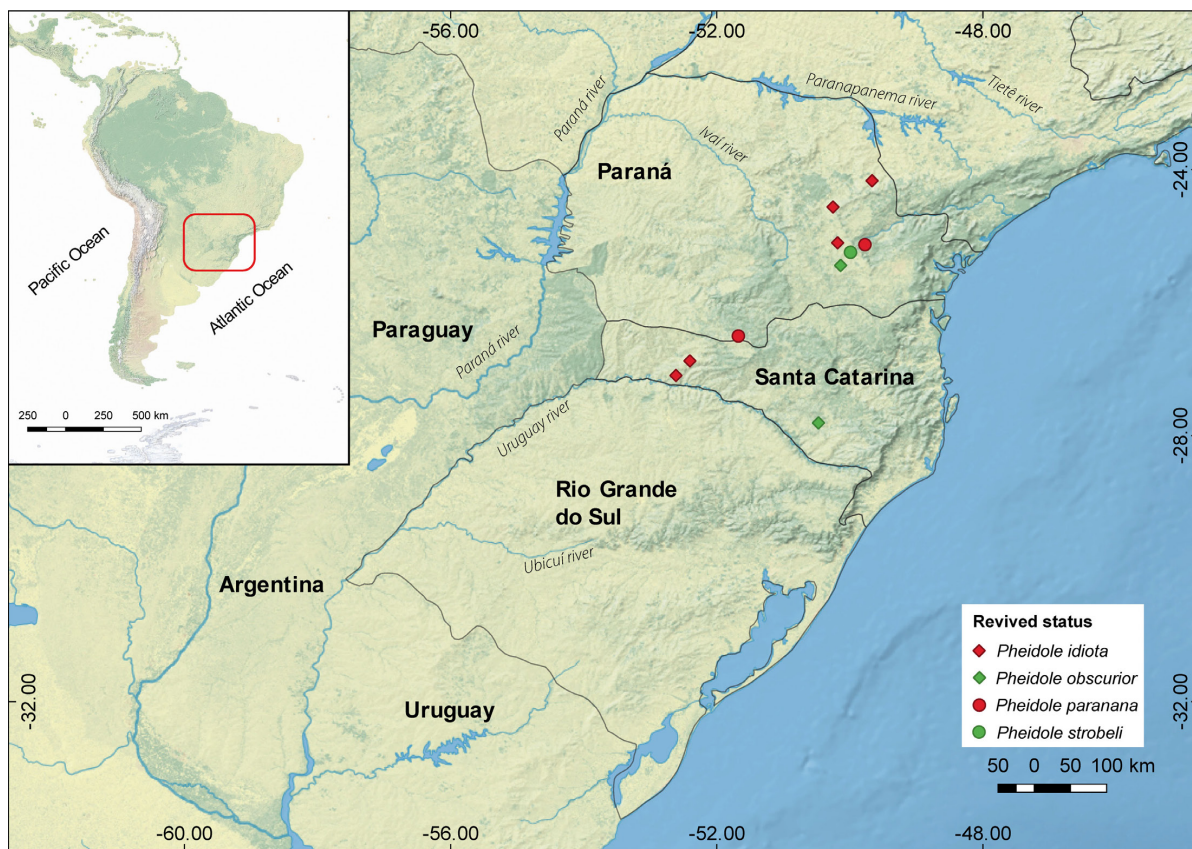 -56.00
-52.00
-48.00
Paraná river
Paranapanema river
Tietê river
Ivaí river
Paraná
-24.00
Pacific Ocean
Atlantic Ocean
Paraguay
Paraná river
Santa Catarina
250 0 250 500 km
Uruguay river
-28.00
-28.00
Rio Grande
do Sul
Ubicuí river
Argentina
Revived status
Pheidole idiota
Pheidole obscurior
Pheidole paranana
Pheidole strobeli
-32.00
-32.00
Uruguay
50 0 50 100 km
-60.00
-56.00
-52.00
-48.00